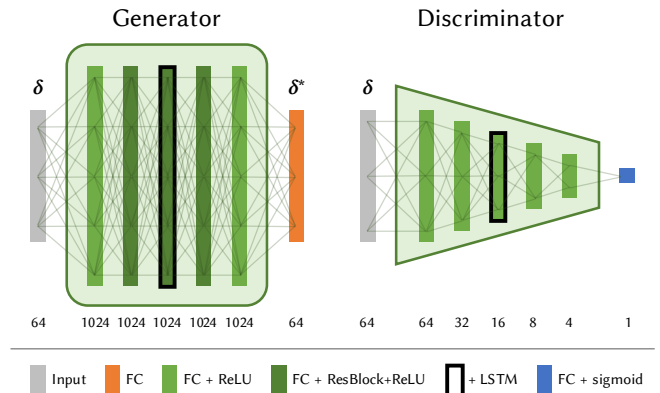 Generator
Discriminator
δ
δ*
δ
64 1024 1024 1024 1024 1024 64
64 64 32 16 8 4 1
Input
FC
FC + ReLU
FC + ResBlock+ReLU
+ LSTM
FC + sigmoid